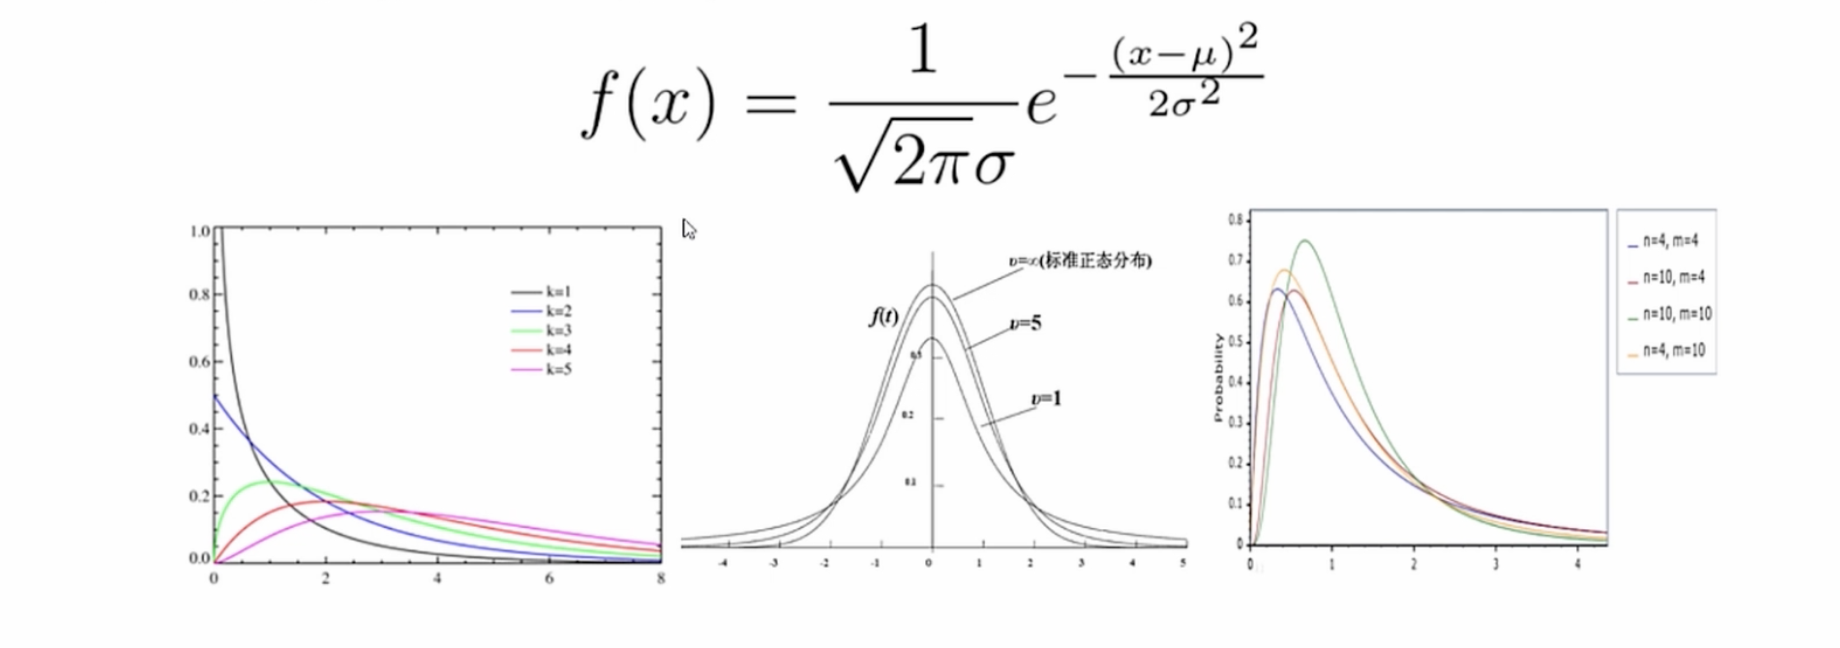 f(x) = \frac{1}{\sqrt{2\pi}\sigma} e^{-\frac{(x-\mu)^2}{2\sigma^2}}
1.0
0.8
0.6
0.4
0.2
0.0
0 2 4 6 8
k=1
k=2
k=3
k=4
k=5
υ=∞(标准正态分布)
f(t)
υ=5
υ=1
0.3
0.2
0.1
-4 -3 -2 -1 0 1 2 3 4 5
Probability
0.8
0.7
0.6
0.5
0.4
0.3
0.2
0.1
0
0 1 2 3 4
n=4, m=4
n=10, m=4
n=10, m=10
n=4, m=10